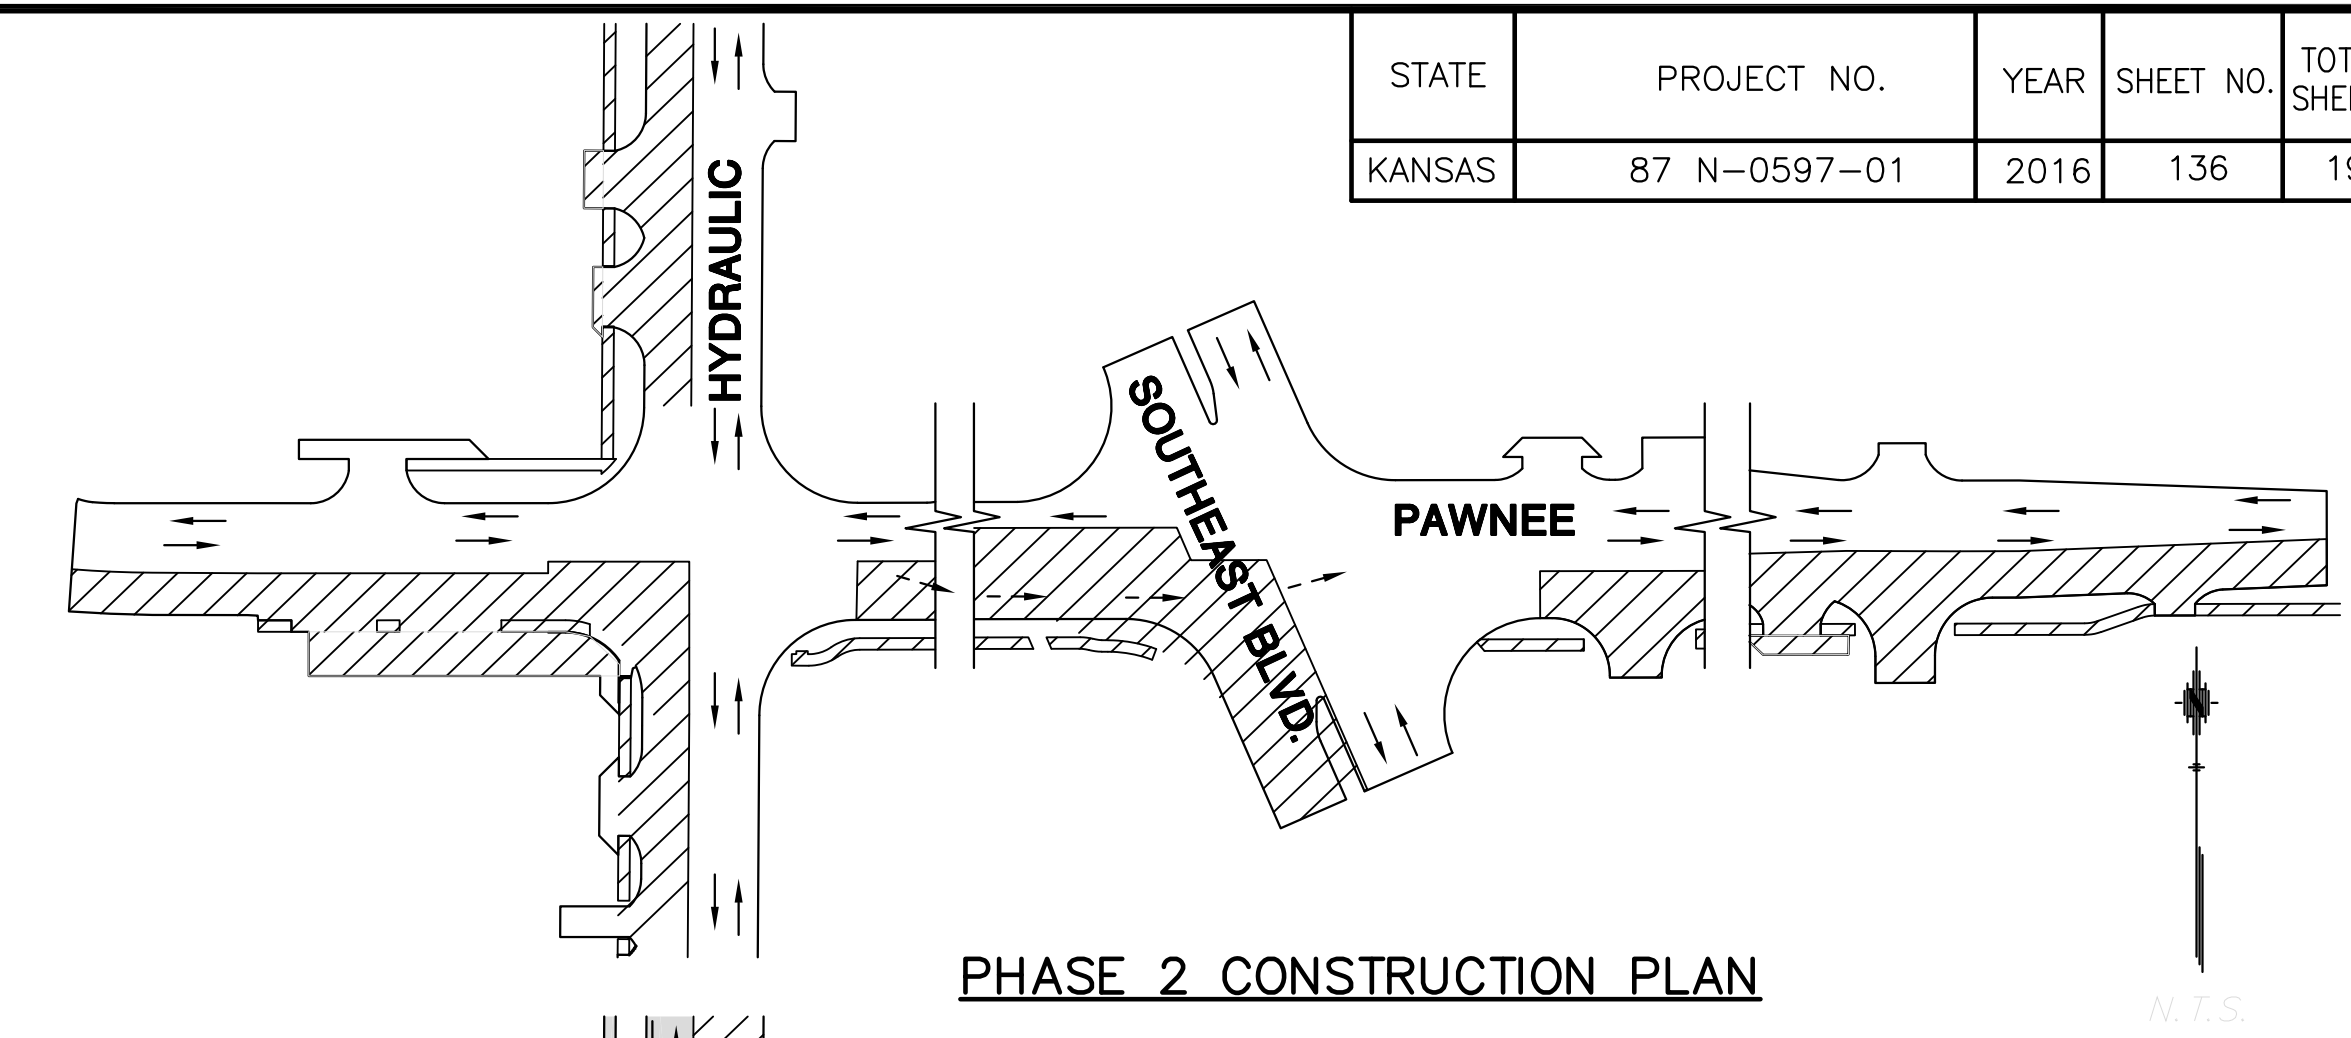 STATE
PROJECT NO.
YEAR
SHEET NO.
KANSAS
87 N-0597-01
2016
136
HYDRAULIC
SOUTHEAST BLVD.
PAWNEE
PHASE 2 CONSTRUCTION PLAN
N
N.T.S.